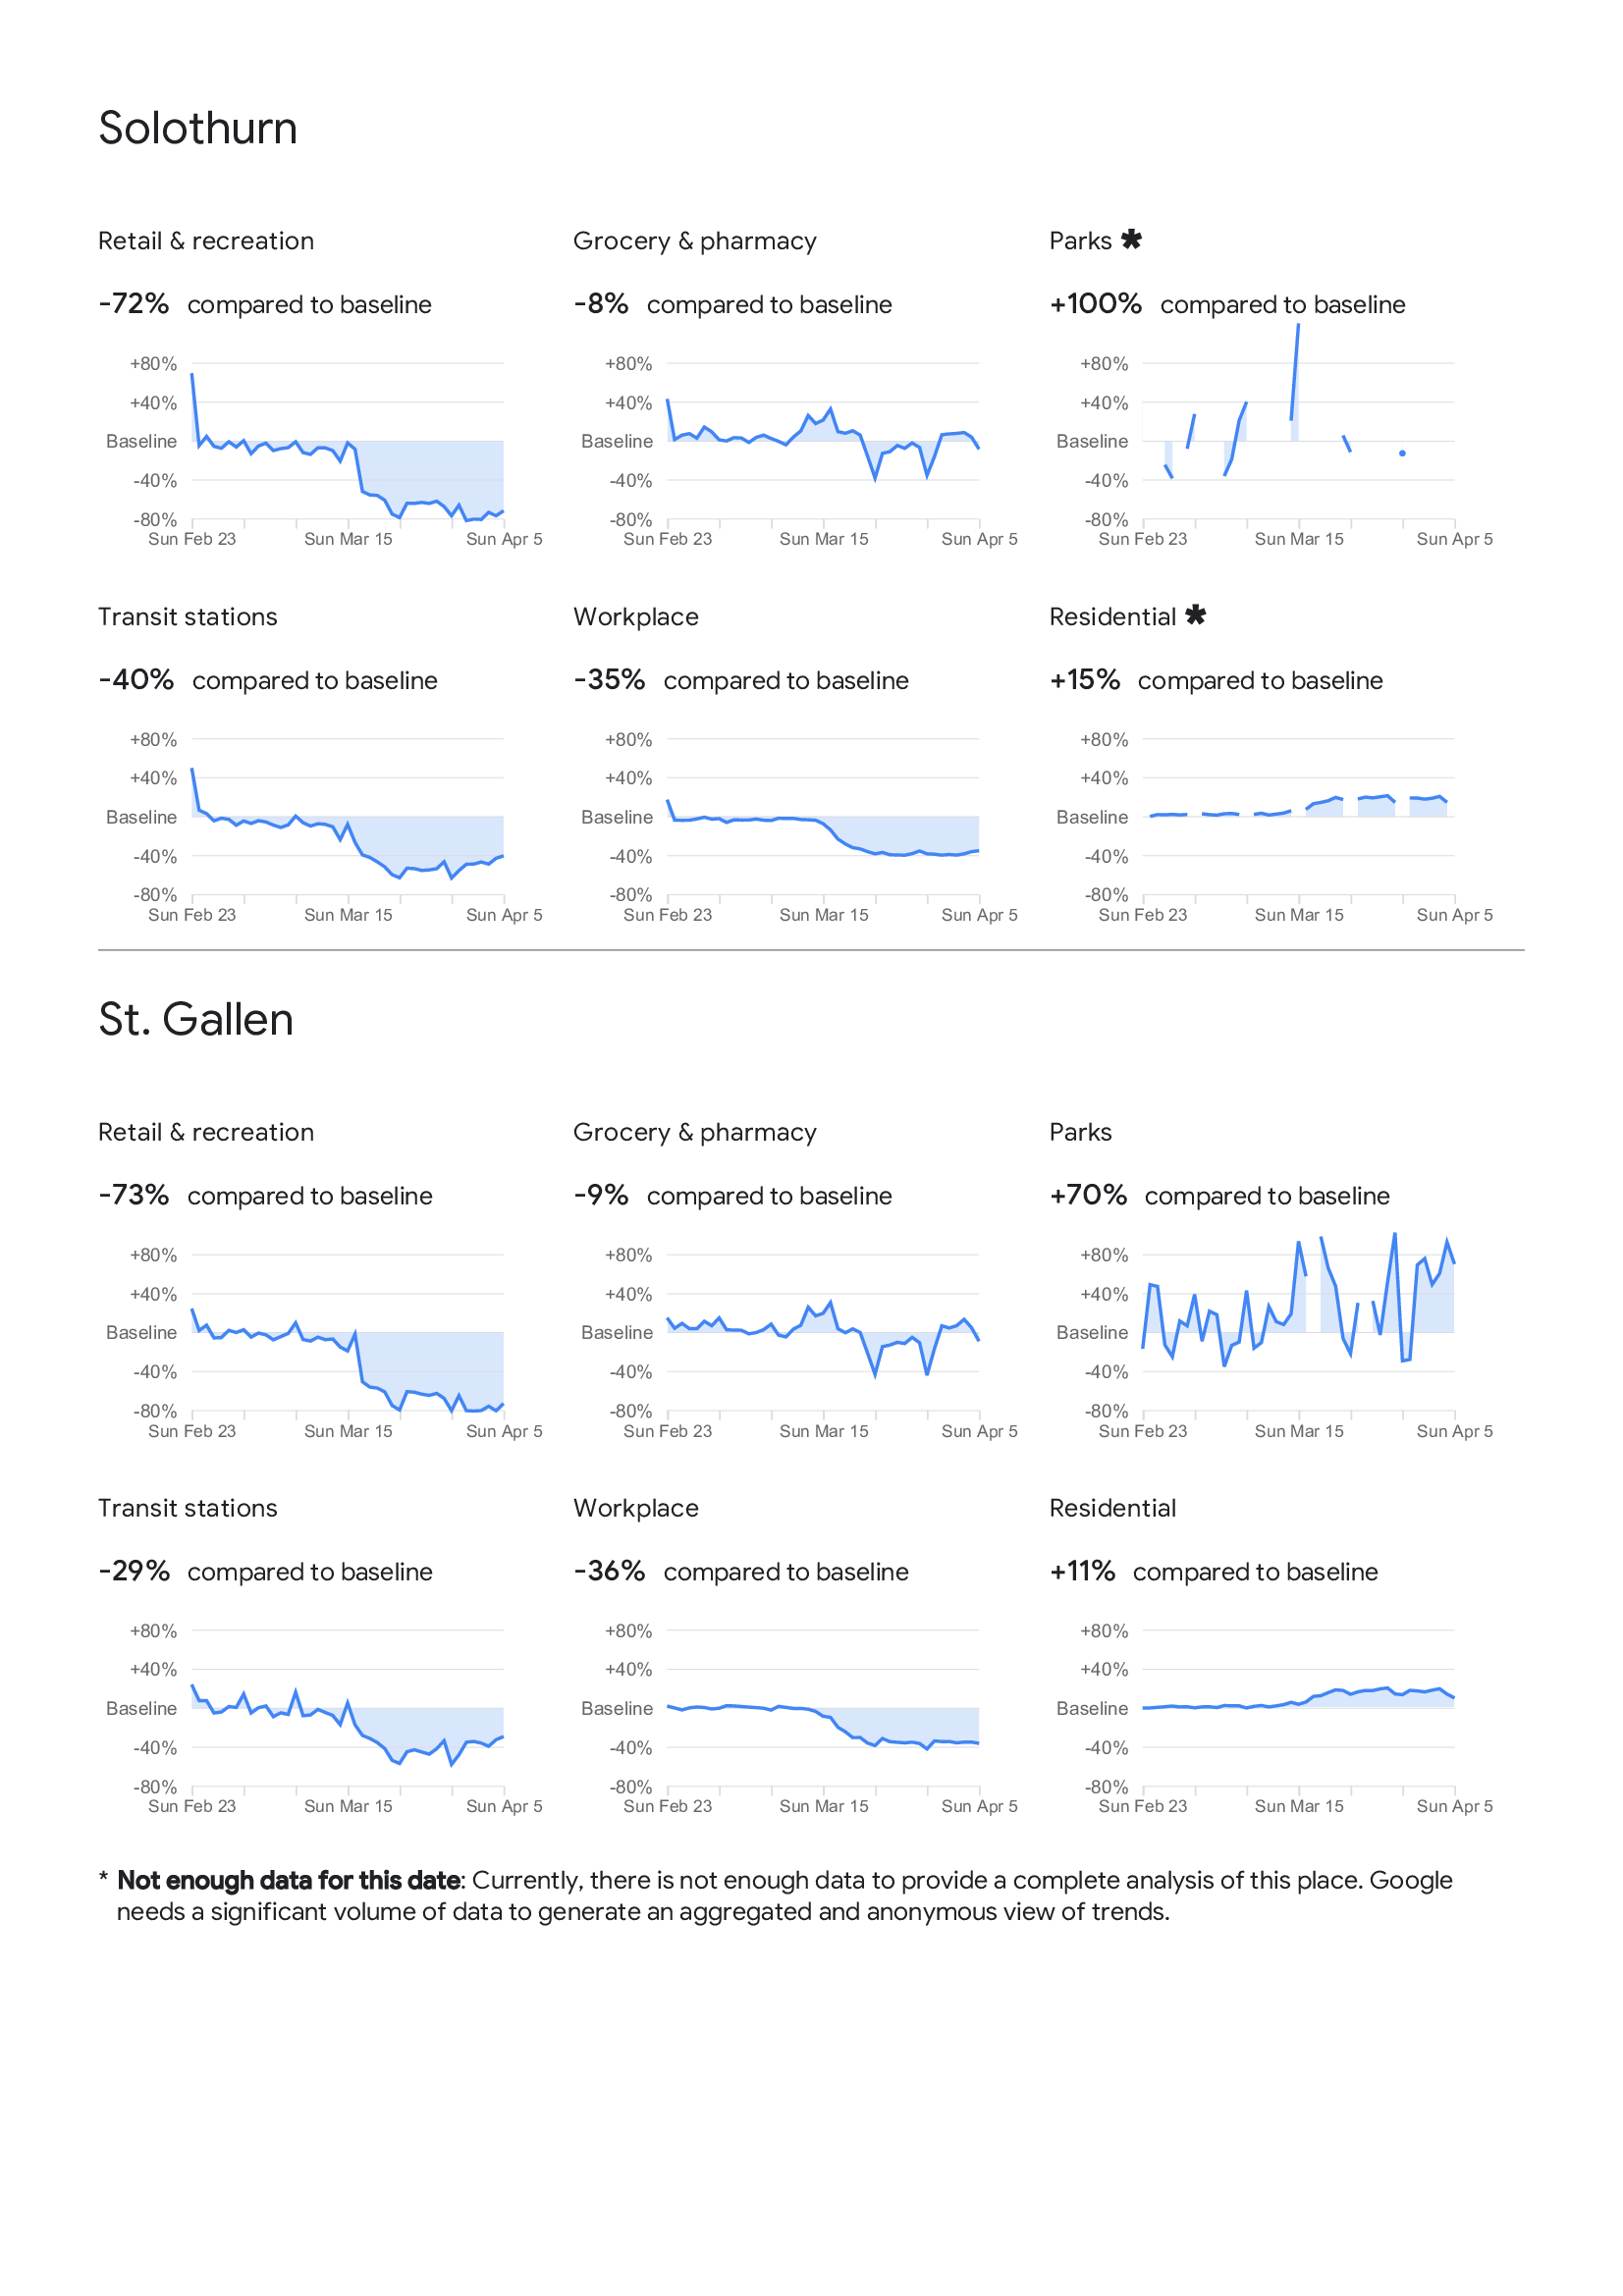 Solothurn
Retail & recreation
-72% compared to baseline
+80%
+40%
Baseline
-40%
-80%
Sun Feb 23 Sun Mar 15 Sun Apr 5
Grocery & pharmacy
-8% compared to baseline
+80%
+40%
Baseline
-40%
-80%
Sun Feb 23 Sun Mar 15 Sun Apr 5
Parks *
+100% compared to baseline
+80%
+40%
Baseline
-40%
-80%
Sun Feb 23 Sun Mar 15 Sun Apr 5
Transit stations
-40% compared to baseline
+80%
+40%
Baseline
-40%
-80%
Sun Feb 23 Sun Mar 15 Sun Apr 5
Workplace
-35% compared to baseline
+80%
+40%
Baseline
-40%
-80%
Sun Feb 23 Sun Mar 15 Sun Apr 5
Residential *
+15% compared to baseline
+80%
+40%
Baseline
-40%
-80%
Sun Feb 23 Sun Mar 15 Sun Apr 5
St. Gallen
Retail & recreation
-73% compared to baseline
+80%
+40%
Baseline
-40%
-80%
Sun Feb 23 Sun Mar 15 Sun Apr 5
Grocery & pharmacy
-9% compared to baseline
+80%
+40%
Baseline
-40%
-80%
Sun Feb 23 Sun Mar 15 Sun Apr 5
Parks
+70% compared to baseline
+80%
+40%
Baseline
-40%
-80%
Sun Feb 23 Sun Mar 15 Sun Apr 5
Transit stations
-29% compared to baseline
+80%
+40%
Baseline
-40%
-80%
Sun Feb 23 Sun Mar 15 Sun Apr 5
Workplace
-36% compared to baseline
+80%
+40%
Baseline
-40%
-80%
Sun Feb 23 Sun Mar 15 Sun Apr 5
Residential
+11% compared to baseline
+80%
+40%
Baseline
-40%
-80%
Sun Feb 23 Sun Mar 15 Sun Apr 5
* Not enough data for this date: Currently, there is not enough data to provide a complete analysis of this place. Google
needs a significant volume of data to generate an aggregated and anonymous view of trends.